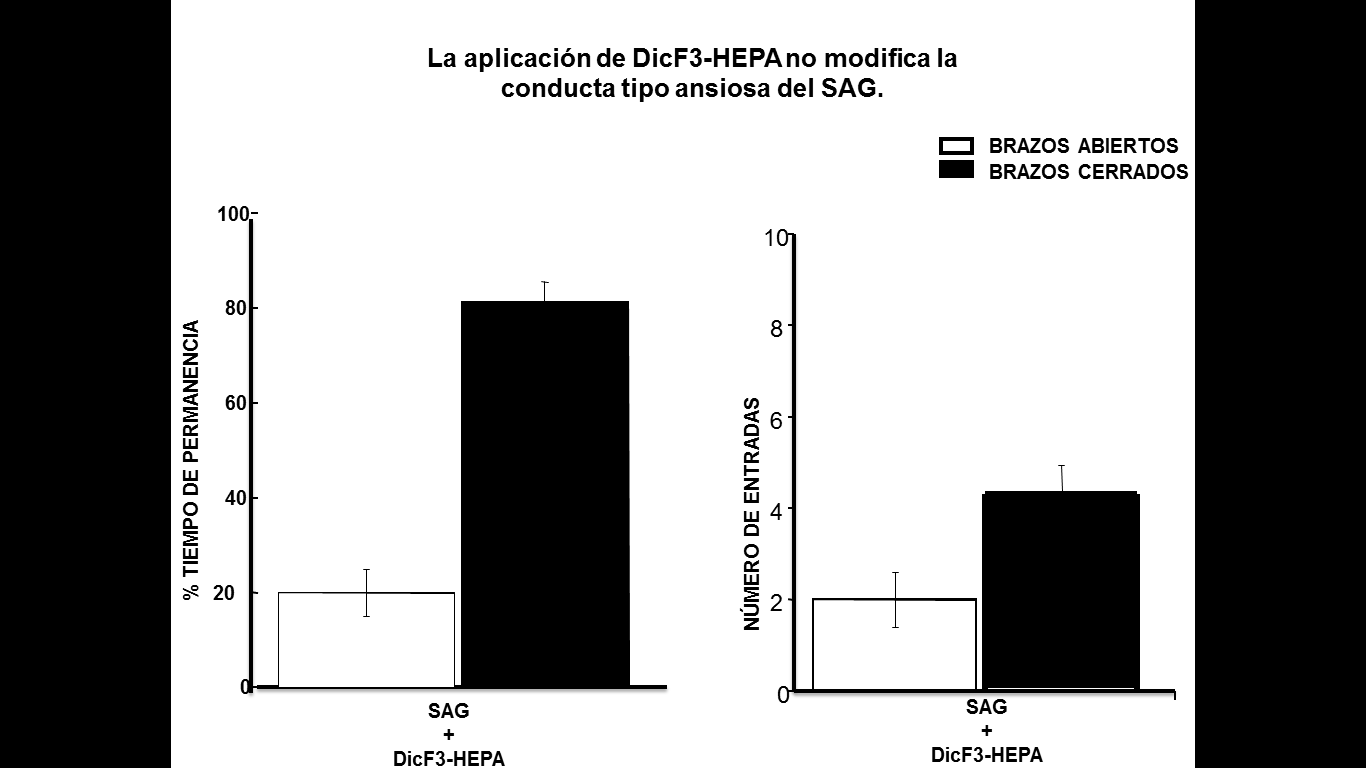 La aplicación de DicF3-HEPA no modifica la
conducta tipo ansiosa del SAG.
BRAZOS ABIERTOS
BRAZOS CERRADOS
% TIEMPO DE PERMANENCIA
100
80
60
40
20
0
SAG
+
DicF3-HEPA
NÚMERO DE ENTRADAS
10
8
6
4
2
0
SAG
+
DicF3-HEPA